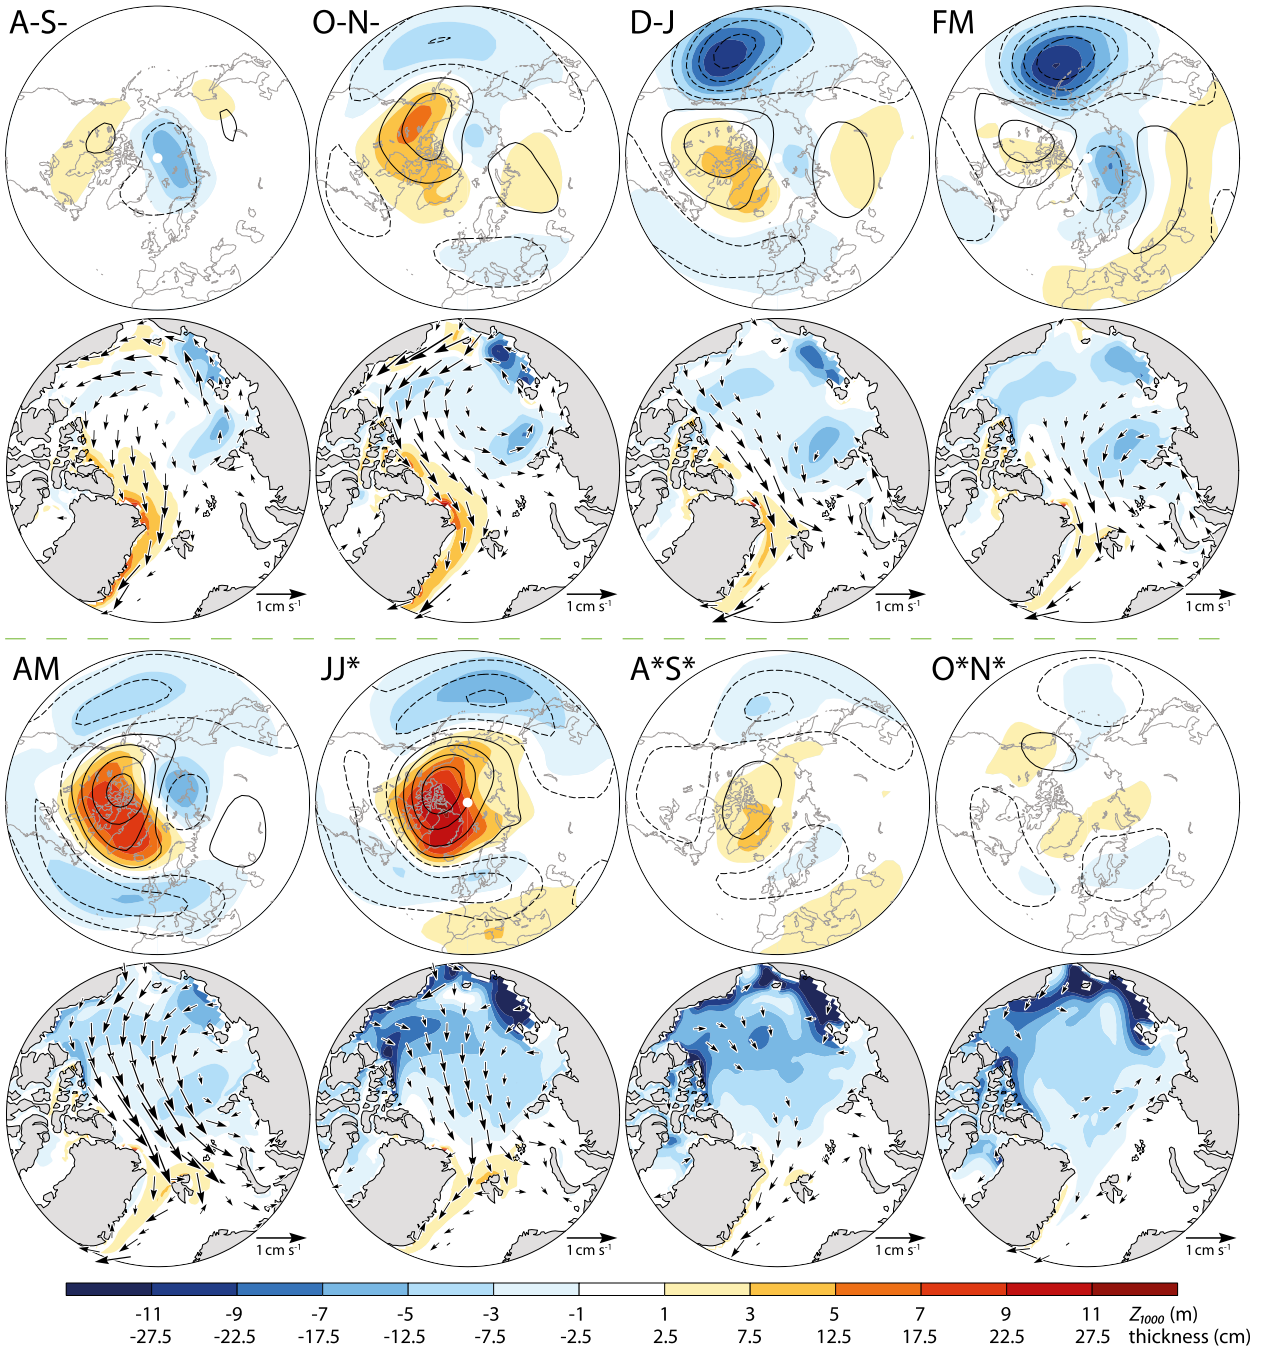 A-S- O-N- D-J FM
1 cm s⁻¹ 1 cm s⁻¹ 1 cm s⁻¹ 1 cm s⁻¹
AM JJ* A*S* O*N*
1 cm s⁻¹ 1 cm s⁻¹ 1 cm s⁻¹ 1 cm s⁻¹
-11 -9 -7 -5 -3 -1 1 3 5 7 9 11 Z₁₀₀₀ (m)
-27.5 -22.5 -17.5 -12.5 -7.5 -2.5 2.5 7.5 12.5 17.5 22.5 27.5 thickness (cm)